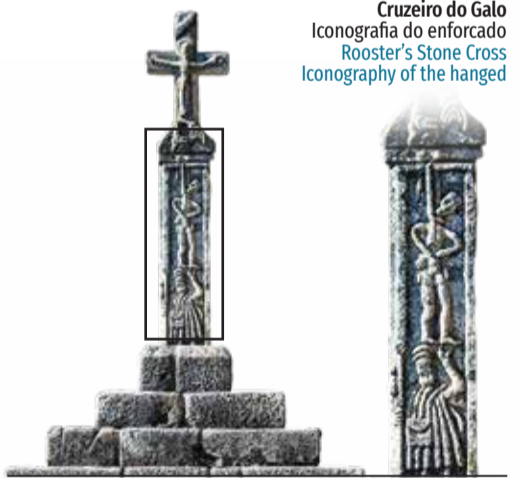 Cruzeiro do Galo
Iconografia do enforcado
Rooster’s Stone Cross
Iconography of the hanged